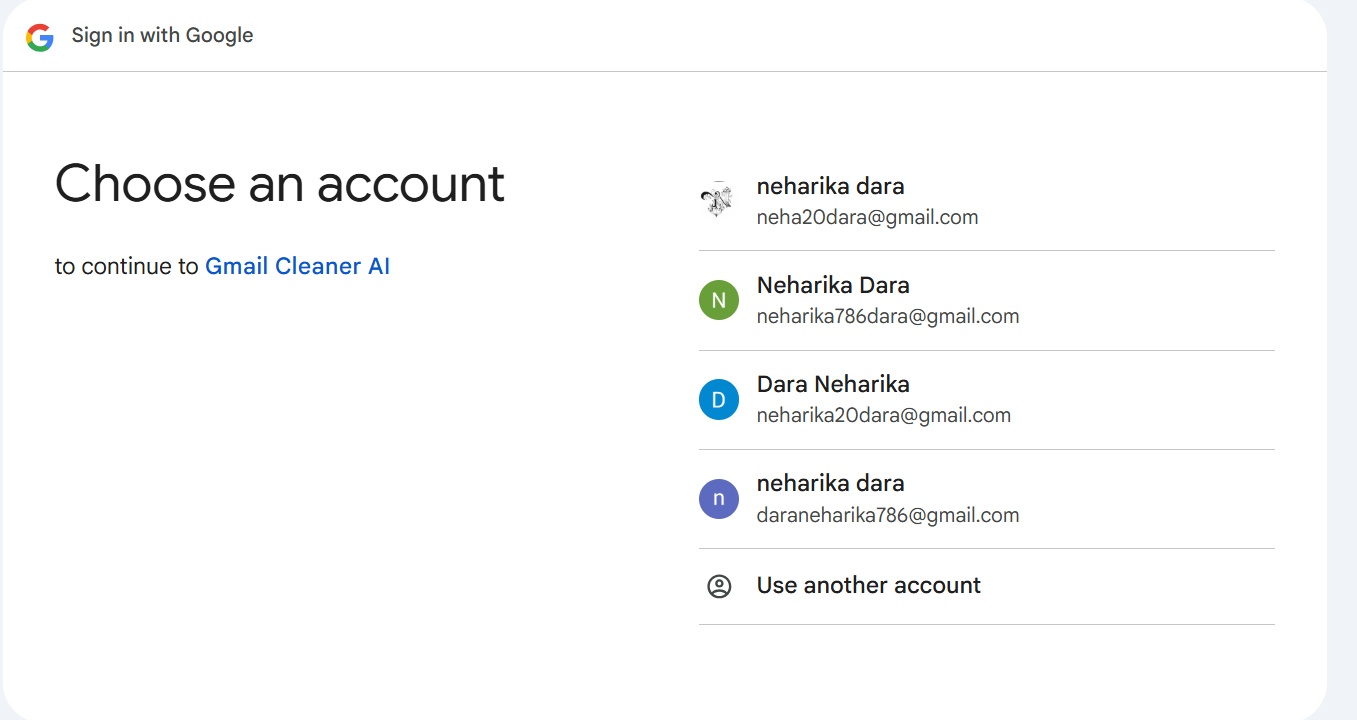 Sign in with Google
Choose an account
to continue to Gmail Cleaner AI
neharika dara
neha20dara@gmail.com
N
Neharika Dara
neharika786dara@gmail.com
D
Dara Neharika
neharika20dara@gmail.com
n
neharika dara
daraneharika786@gmail.com
Use another account